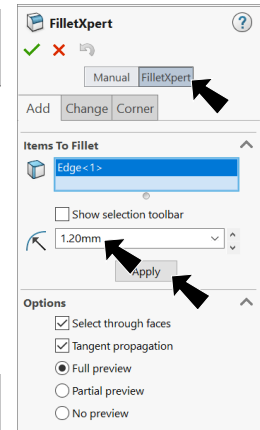 FilletXpert
?
Manual FilletXpert
Add Change Corner
Items To Fillet
Edge<1>
Show selection toolbar
1.20mm
Apply
Options
Select through faces
Tangent propagation
Full preview
Partial preview
No preview